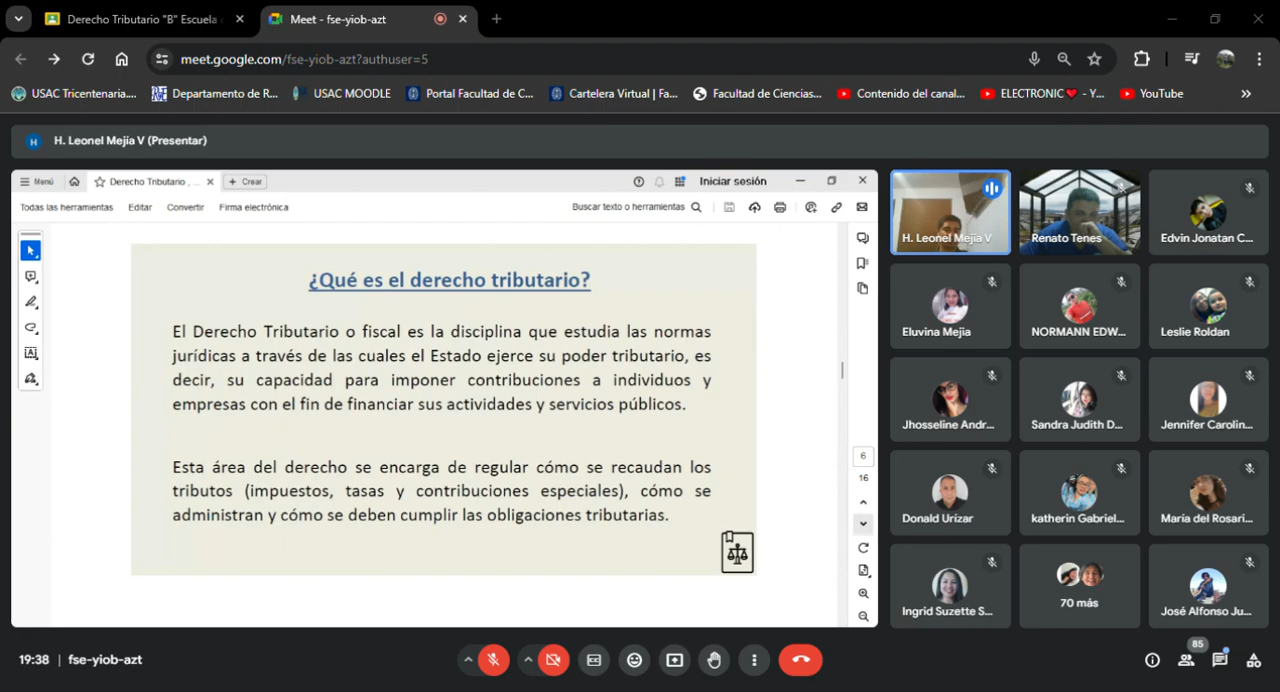 Derecho Tributario "B" Escuela
Meet - fse-yiob-azt
meet.google.com/fse-yiob-azt?authuser=5
USAC Tricentenaria....
Departamento de R...
USAC MOODLE
Portal Facultad de C...
Cartelera Virtual | Fa...
Facultad de Ciencias...
Contenido del canal...
ELECTRONIC❤ - Y...
YouTube
H
H. Leonel Mejía V (Presentar)
Menú
Derecho Tributario , ...
Crear
Iniciar sesión
Todas las herramientas
Editar
Convertir
Firma electrónica
Buscar texto o herramientas
¿Qué es el derecho tributario?
El Derecho Tributario o fiscal es la disciplina que estudia las normas
jurídicas a través de las cuales el Estado ejerce su poder tributario, es
decir, su capacidad para imponer contribuciones a individuos y
empresas con el fin de financiar sus actividades y servicios públicos.
Esta área del derecho se encarga de regular cómo se recaudan los
tributos (impuestos, tasas y contribuciones especiales), cómo se
administran y cómo se deben cumplir las obligaciones tributarias.
6
16
H. Leonel Mejía V
Renato Tenes
Edvin Jonatan C...
Eluvina Mejia
NORMANN EDW...
Leslie Roldan
Jhosseline Andr...
Sandra Judith D...
Jennifer Carolin...
Donald Urízar
katherin Gabriel...
María del Rosari...
Ingrid Suzette S...
70 más
José Alfonso Ju...
19:38 | fse-yiob-azt
85